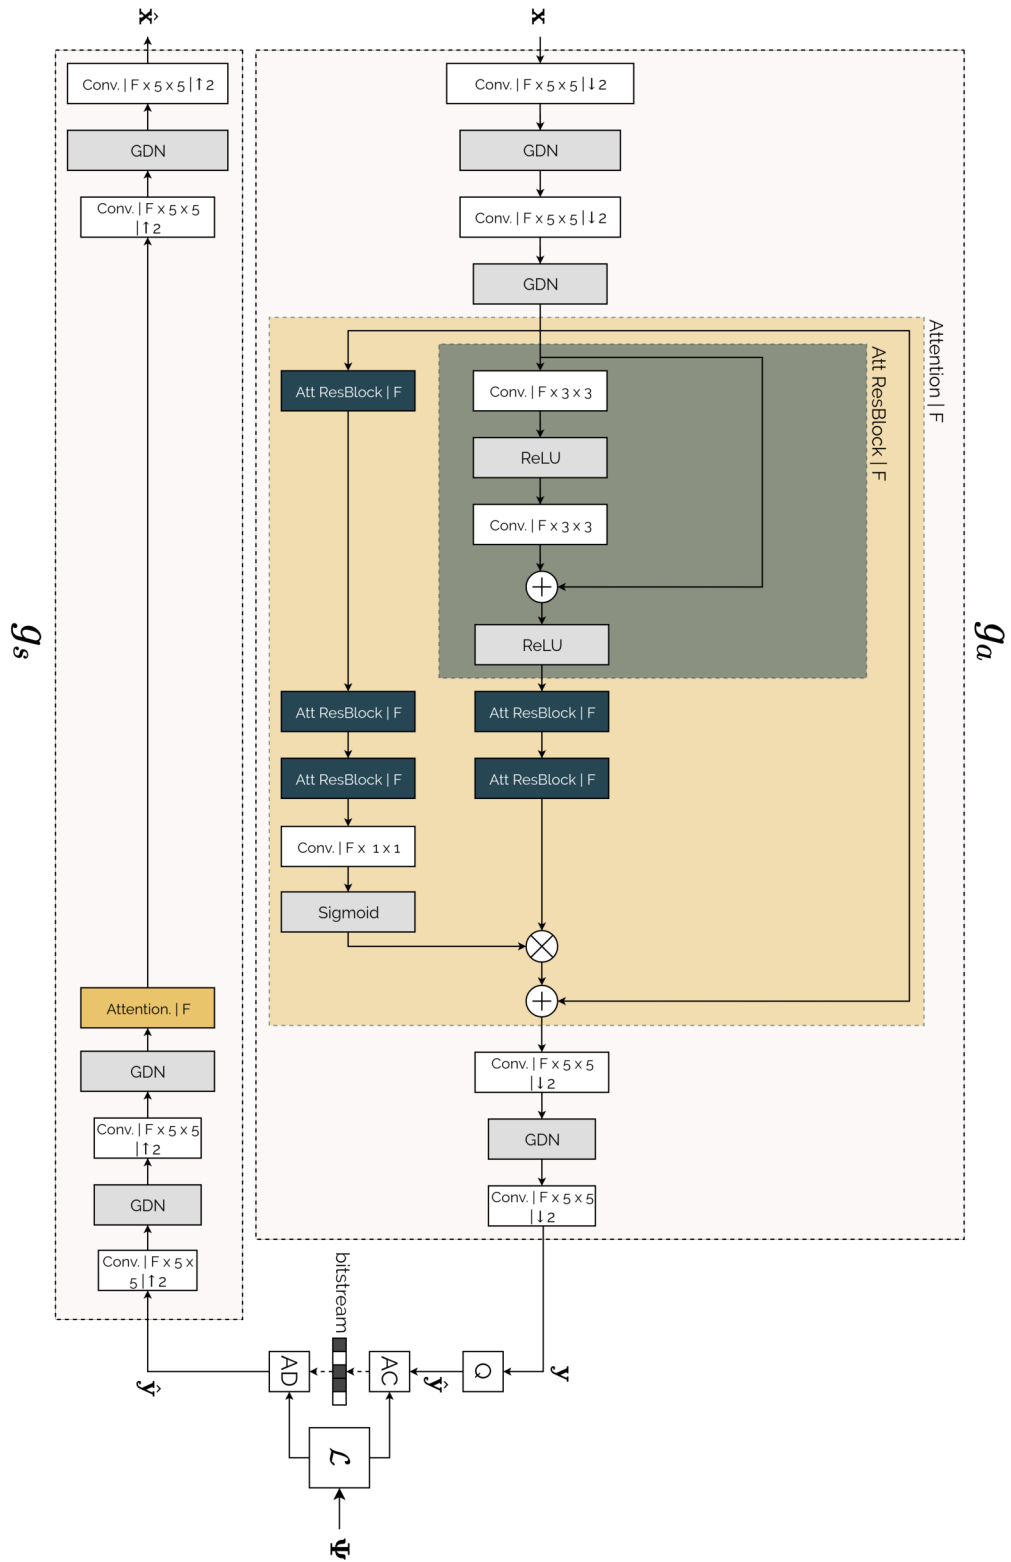 x̂
x
Conv. | F x 5 x 5 |↑2
Conv. | F x 5 x 5 |↓2
GDN
GDN
Conv. | F x 5 x 5
|↑2
Conv. | F x 5 x 5 |↓2
GDN
Attention | F
Att ResBlock | F
Att ResBlock | F
Conv. | F x 3 x 3
ReLU
Conv. | F x 3 x 3
+
ReLU
g_s
g_a
Att ResBlock | F
Att ResBlock | F
Att ResBlock | F
Att ResBlock | F
Conv. | F x 1 x 1
Sigmoid
×
+
Attention. | F
GDN
Conv. | F x 5 x 5
|↓2
Conv. | F x 5 x 5
|↑2
GDN
GDN
Conv. | F x 5 x 5
|↓2
Conv. | F x 5 x
5 |↑2
bitstream
ŷ
AD
AC
ŷ
Q
y
ℒ
Ψ